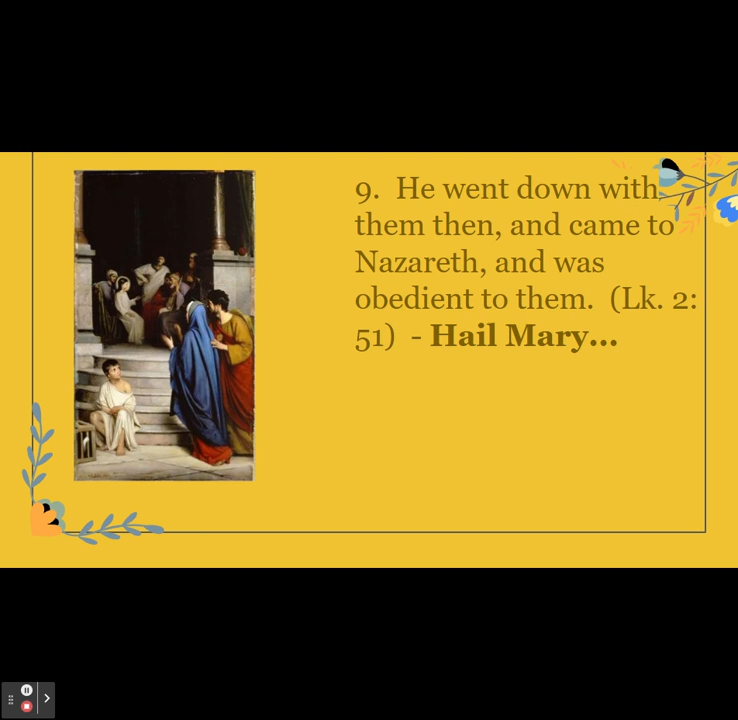 9. He went down with
them then, and came to
Nazareth, and was
obedient to them. (Lk. 2:
51) - Hail Mary...